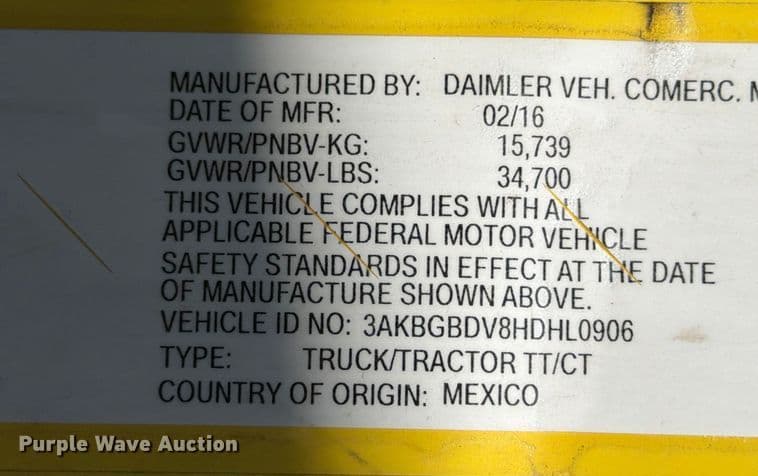 MANUFACTURED BY: DAIMLER VEH. COMERC.
DATE OF MFR: 02/16
GVWR/PNBV-KG: 15,739
GVWR/PNBV-LBS: 34,700
THIS VEHICLE COMPLIES WITH ALL
APPLICABLE FEDERAL MOTOR VEHICLE
SAFETY STANDARDS IN EFFECT AT THE DATE
OF MANUFACTURE SHOWN ABOVE.
VEHICLE ID NO: 3AKBGBDV8HDHL0906
TYPE: TRUCK/TRACTOR TT/CT
COUNTRY OF ORIGIN: MEXICO
Purple Wave Auction